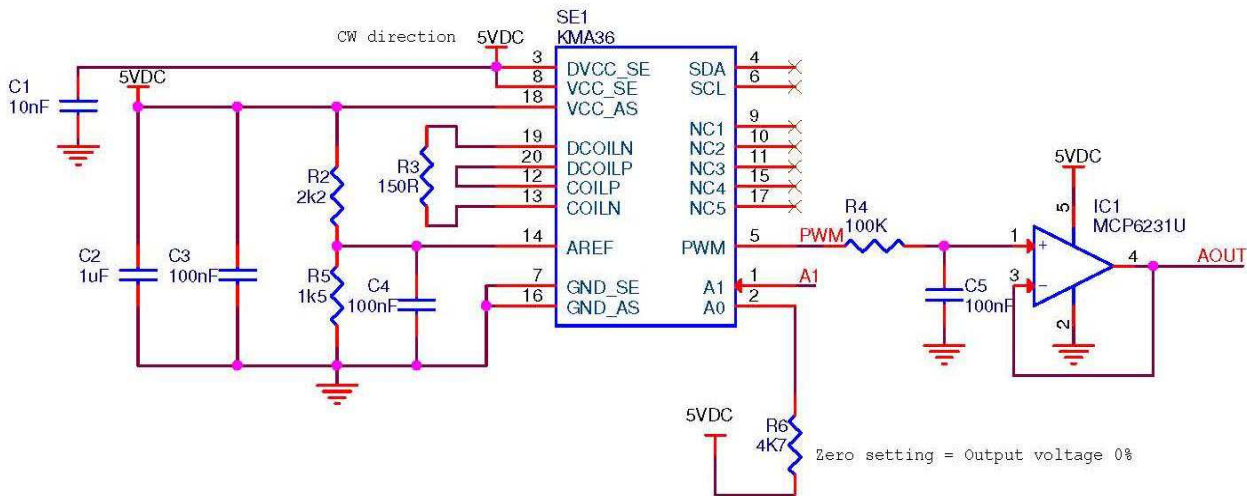 SE1
KMA36
CW direction
5VDC
5VDC
C1
10nF
3
8
18
DVCC_SE
VCC_SE
VCC_AS
SDA
SCL
4
6
19
20
12
13
DCOILN
DCOILP
COILP
COILN
NC1
NC2
NC3
NC4
NC5
9
10
11
15
17
R3
150R
R2
2k2
14
AREF
PWM
5
PWM
R4
100K
5VDC
5
IC1
MCP6231U
1
+
3
−
4
AOUT
2
C2
1uF
C3
100nF
R5
1k5
C4
100nF
7
16
GND_SE
GND_AS
A1
A0
1
2
A1
C5
100nF
5VDC
R6
4K7
Zero setting = Output voltage 0%